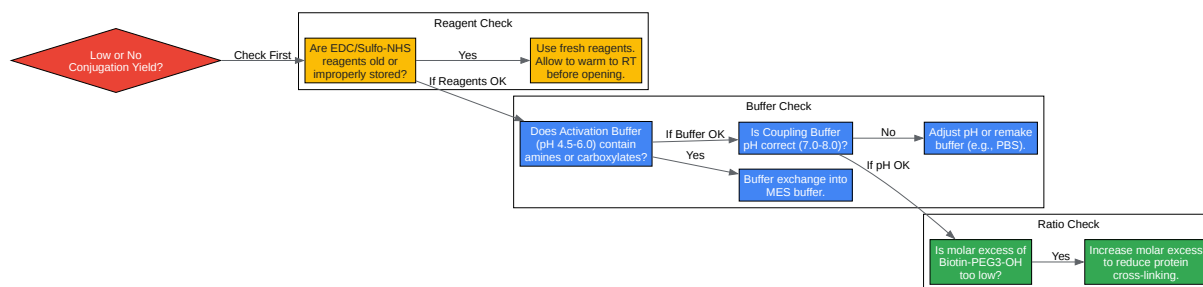 Reagent Check
Low or No
Conjugation Yield?
Check First
Are EDC/Sulfo-NHS
reagents old or
improperly stored?
Yes
Use fresh reagents.
Allow to warm to RT
before opening.
If Reagents OK
Buffer Check
Does Activation Buffer
(pH 4.5-6.0) contain
amines or carboxylates?
If Buffer OK
Is Coupling Buffer
pH correct (7.0-8.0)?
No
Adjust pH or remake
buffer (e.g., PBS).
Yes
Buffer exchange into
MES buffer.
If pH OK
Ratio Check
Is molar excess of
Biotin-PEG3-OH
too low?
Yes
Increase molar excess
to reduce protein
cross-linking.